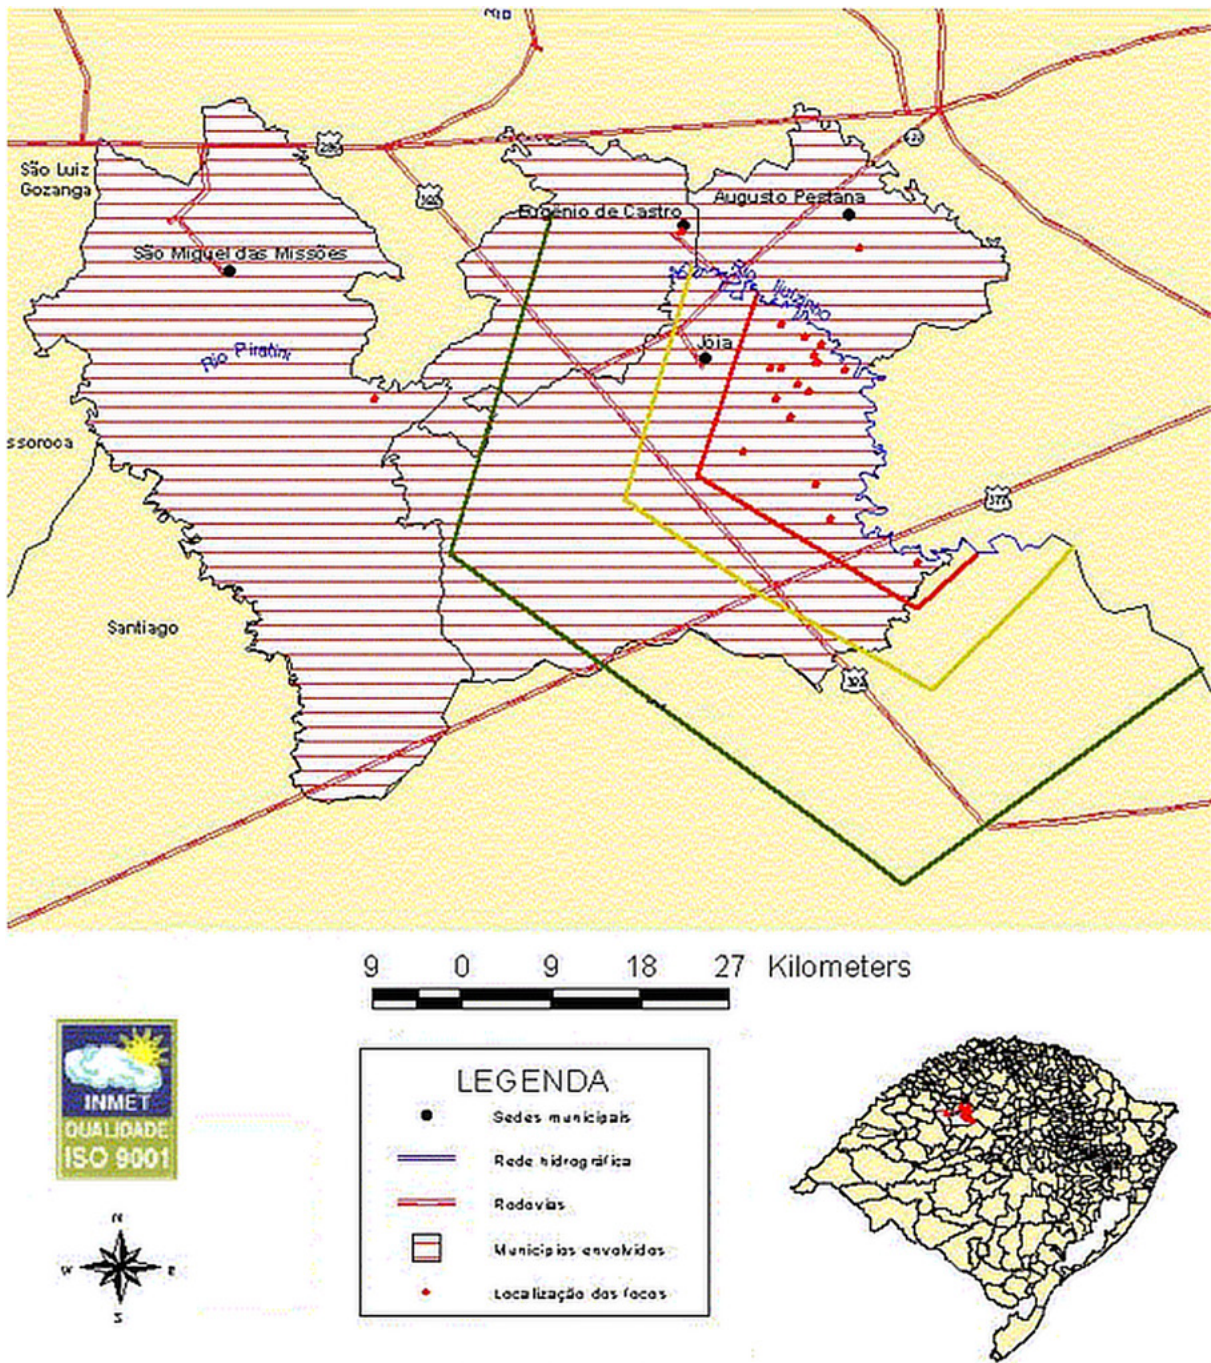 RIO
285
São Luiz
Gozanga
Augusto Pestana
Eugênio de Castro
São Miguel das Missões
Rio
Ijuizinho
Jóia
Rio Piratini
ssoroca
377
Santiago
9 0 9 18 27 Kilometers
LEGENDA
Sedes municipais
Rede hidrográfica
Rodovias
Municípios envolvidos
Localização dos focos
INMET
QUALIDADE
ISO 9001
N
W E
S